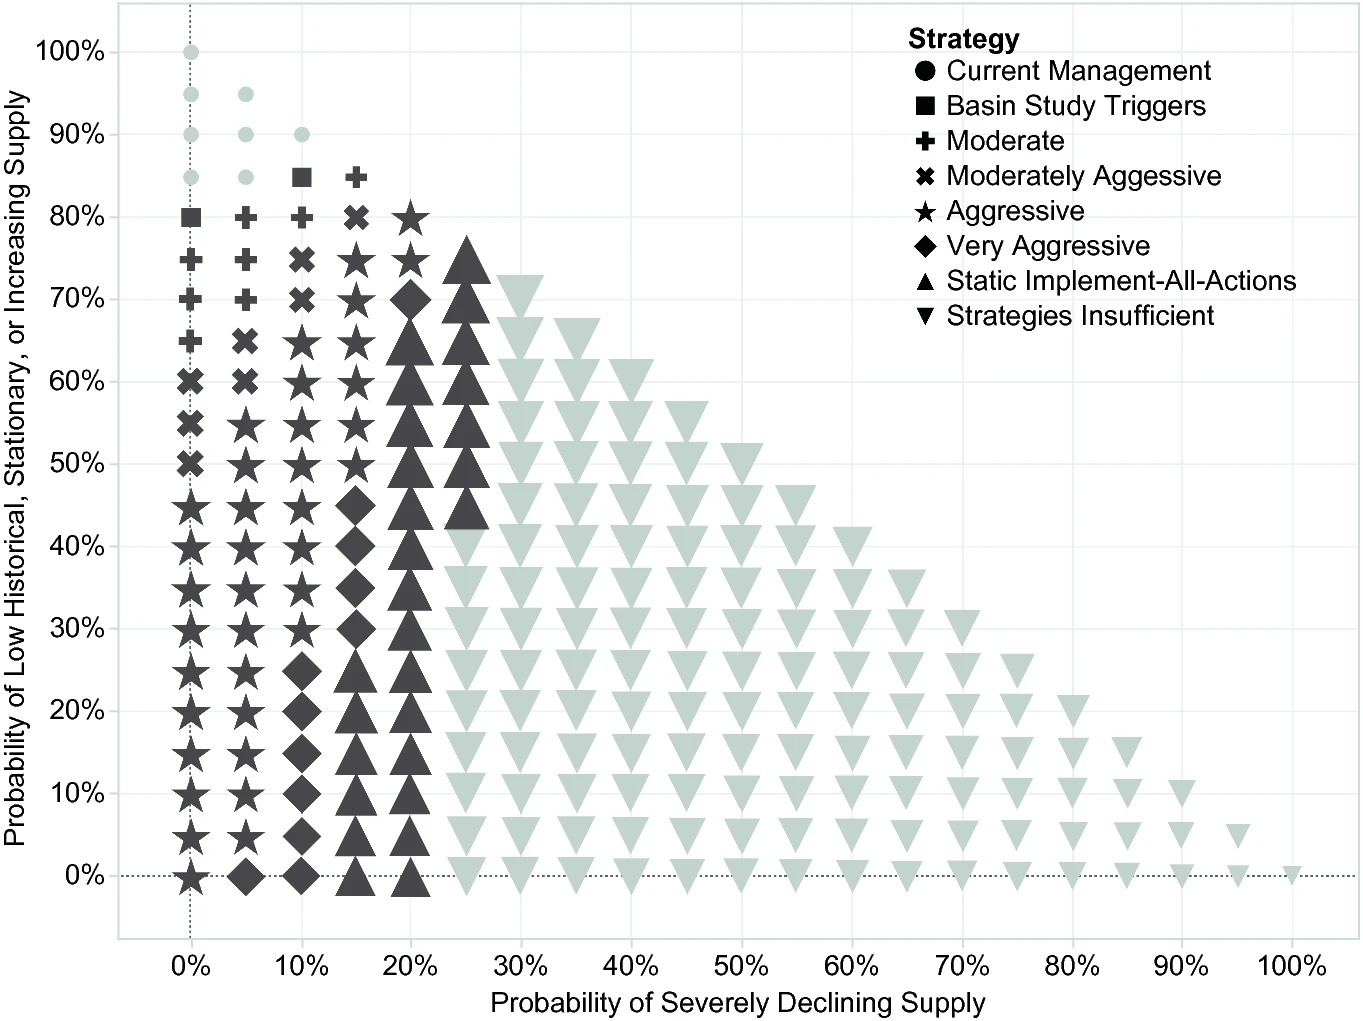 Strategy
Current Management
Basin Study Triggers
Moderate
Moderately Aggessive
Aggressive
Very Aggressive
Static Implement-All-Actions
Strategies Insufficient
Probability of Low Historical, Stationary, or Increasing Supply
100%
90%
80%
70%
60%
50%
40%
30%
20%
10%
0%
0% 10% 20% 30% 40% 50% 60% 70% 80% 90% 100%
Probability of Severely Declining Supply